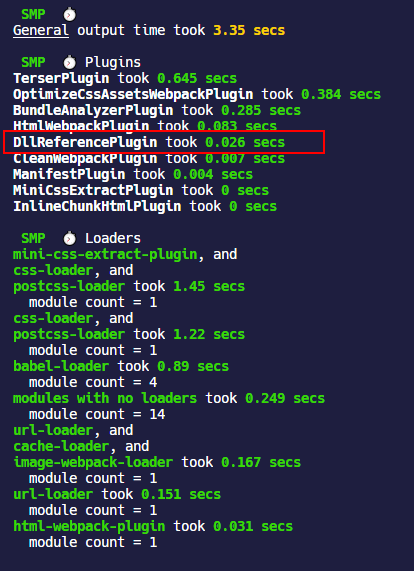 SMP ⏱
General output time took 3.35 secs
SMP ⏱ Plugins
TerserPlugin took 0.645 secs
OptimizeCssAssetsWebpackPlugin took 0.384 secs
BundleAnalyzerPlugin took 0.285 secs
HtmlWebpackPlugin took 0.083 secs
DllReferencePlugin took 0.026 secs
CleanWebpackPlugin took 0.007 secs
ManifestPlugin took 0.004 secs
MiniCssExtractPlugin took 0 secs
InlineChunkHtmlPlugin took 0 secs
SMP ⏱ Loaders
mini-css-extract-plugin, and
css-loader, and
postcss-loader took 1.45 secs
module count = 1
css-loader, and
postcss-loader took 1.22 secs
module count = 1
babel-loader took 0.89 secs
module count = 4
modules with no loaders took 0.249 secs
module count = 14
url-loader, and
cache-loader, and
image-webpack-loader took 0.167 secs
module count = 1
url-loader took 0.151 secs
module count = 1
html-webpack-plugin took 0.031 secs
module count = 1